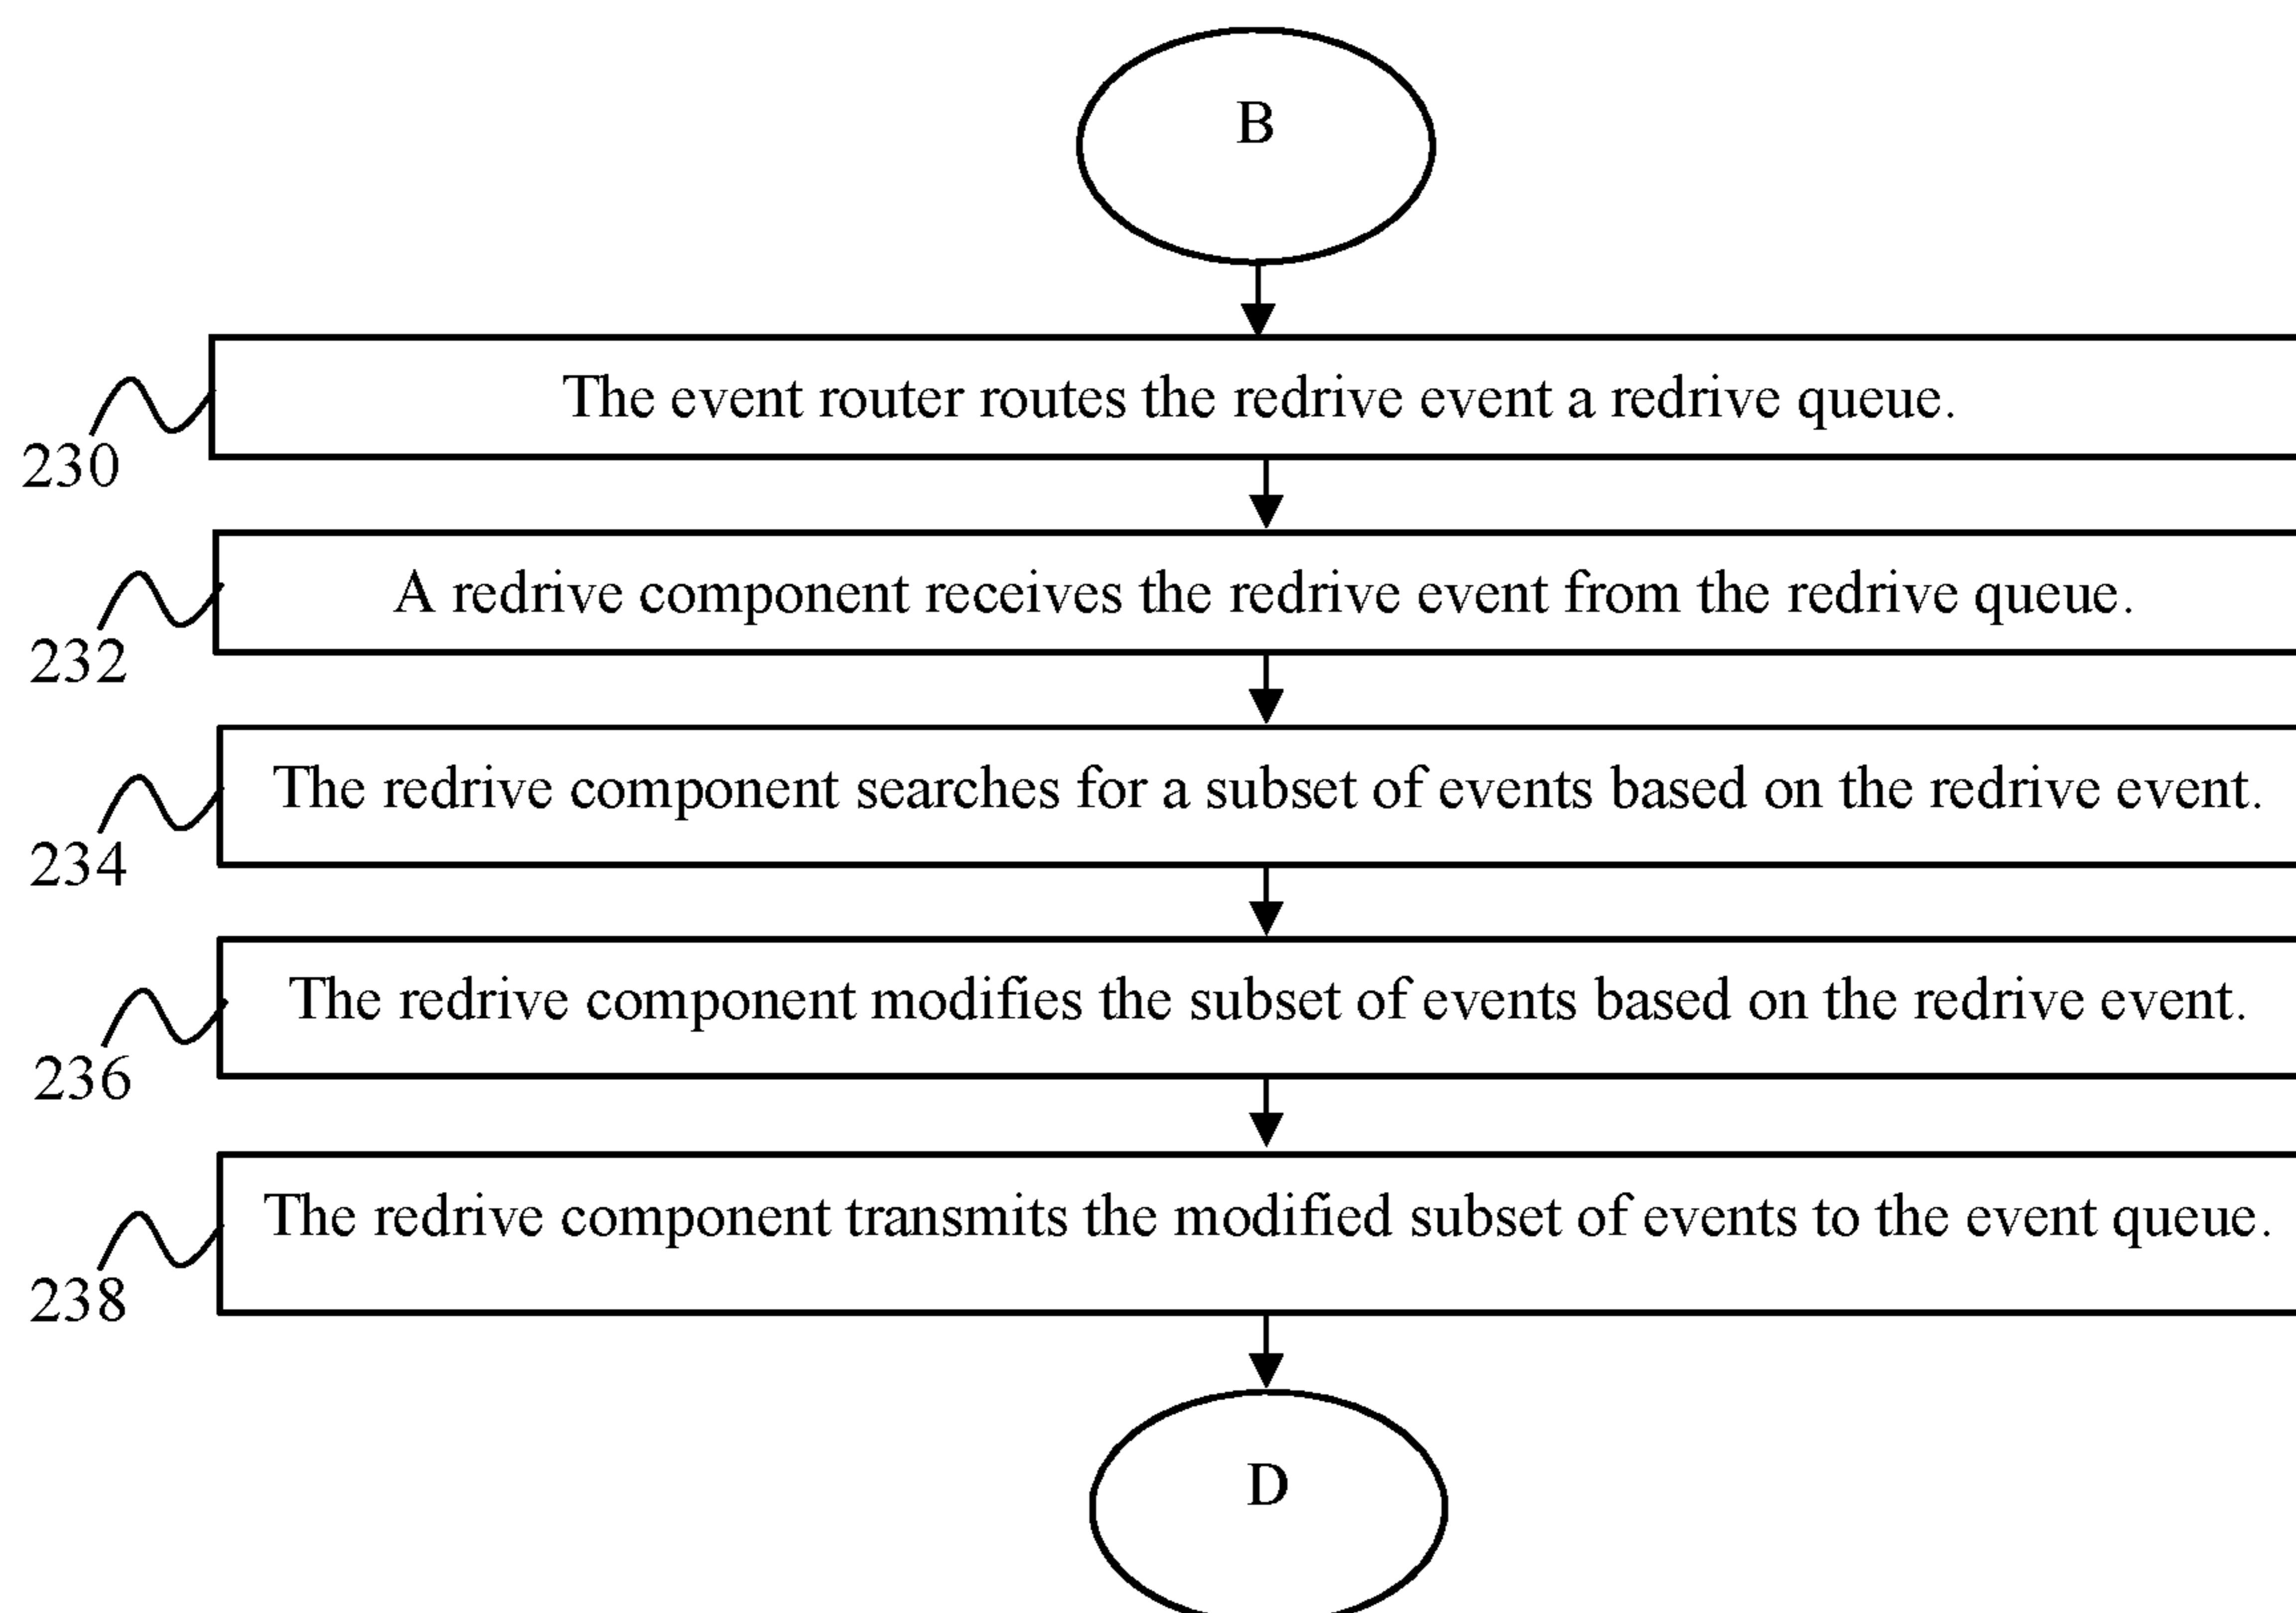 B
The event router routes the redrive event a redrive queue.
230
A redrive component receives the redrive event from the redrive queue.
232
The redrive component searches for a subset of events based on the redrive event.
234
The redrive component modifies the subset of events based on the redrive event.
236
The redrive component transmits the modified subset of events to the event queue.
238
D